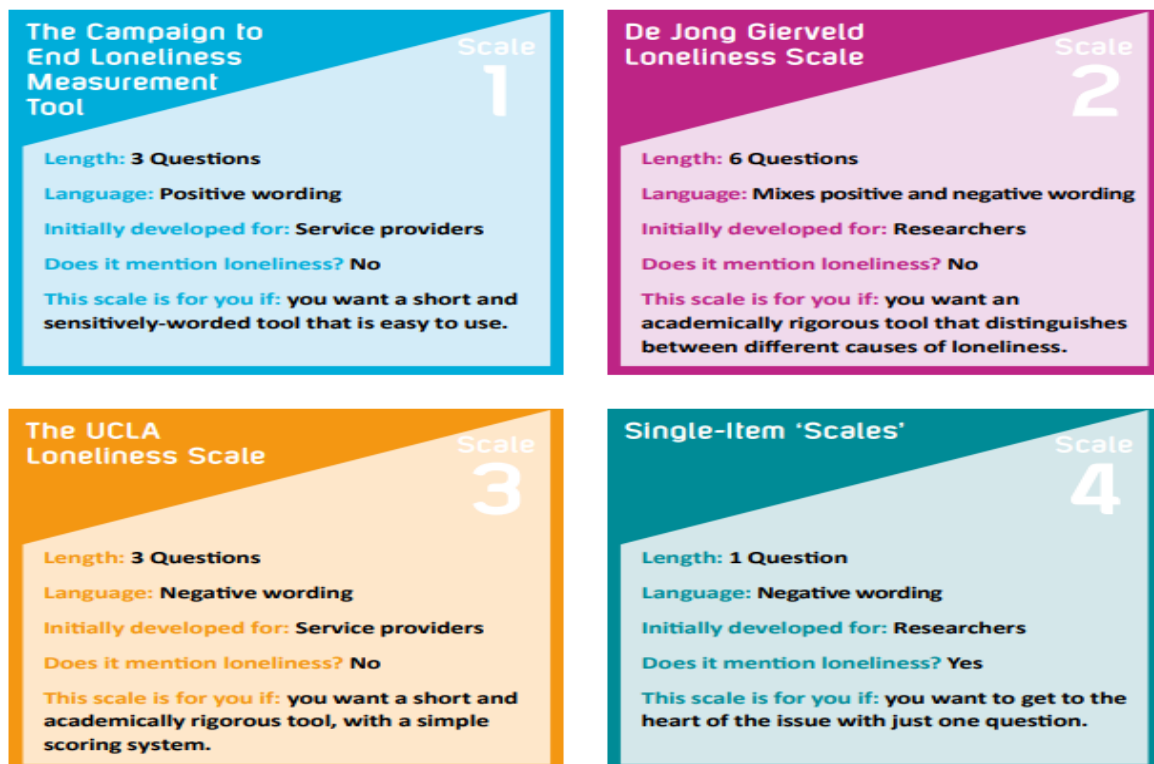 The Campaign to
End Loneliness
Measurement
Tool
Scale
1
Length: 3 Questions
Language: Positive wording
Initially developed for: Service providers
Does it mention loneliness? No
This scale is for you if: you want a short and
sensitively-worded tool that is easy to use.
De Jong Gierveld
Loneliness Scale
Scale
2
Length: 6 Questions
Language: Mixes positive and negative wording
Initially developed for: Researchers
Does it mention loneliness? No
This scale is for you if: you want an
academically rigorous tool that distinguishes
between different causes of loneliness.
The UCLA
Loneliness Scale
Scale
3
Length: 3 Questions
Language: Negative wording
Initially developed for: Service providers
Does it mention loneliness? No
This scale is for you if: you want a short and
academically rigorous tool, with a simple
scoring system.
Single-Item ‘Scales’
Scale
4
Length: 1 Question
Language: Negative wording
Initially developed for: Researchers
Does it mention loneliness? Yes
This scale is for you if: you want to get to the
heart of the issue with just one question.